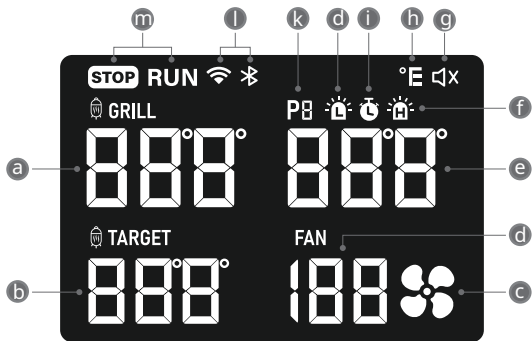 m l k d i h g
STOP RUN °E
GRILL P8 L L H f
a 888° 888° e
TARGET FAN d
b 888° 188 c